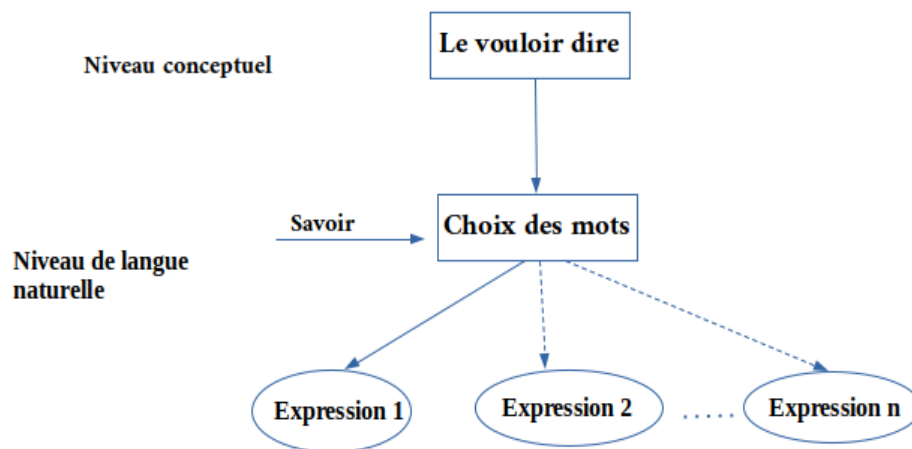 Le vouloir dire
Niveau conceptuel
Savoir
Choix des mots
Niveau de langue
naturelle
Expression 1
Expression 2
.....
Expression n